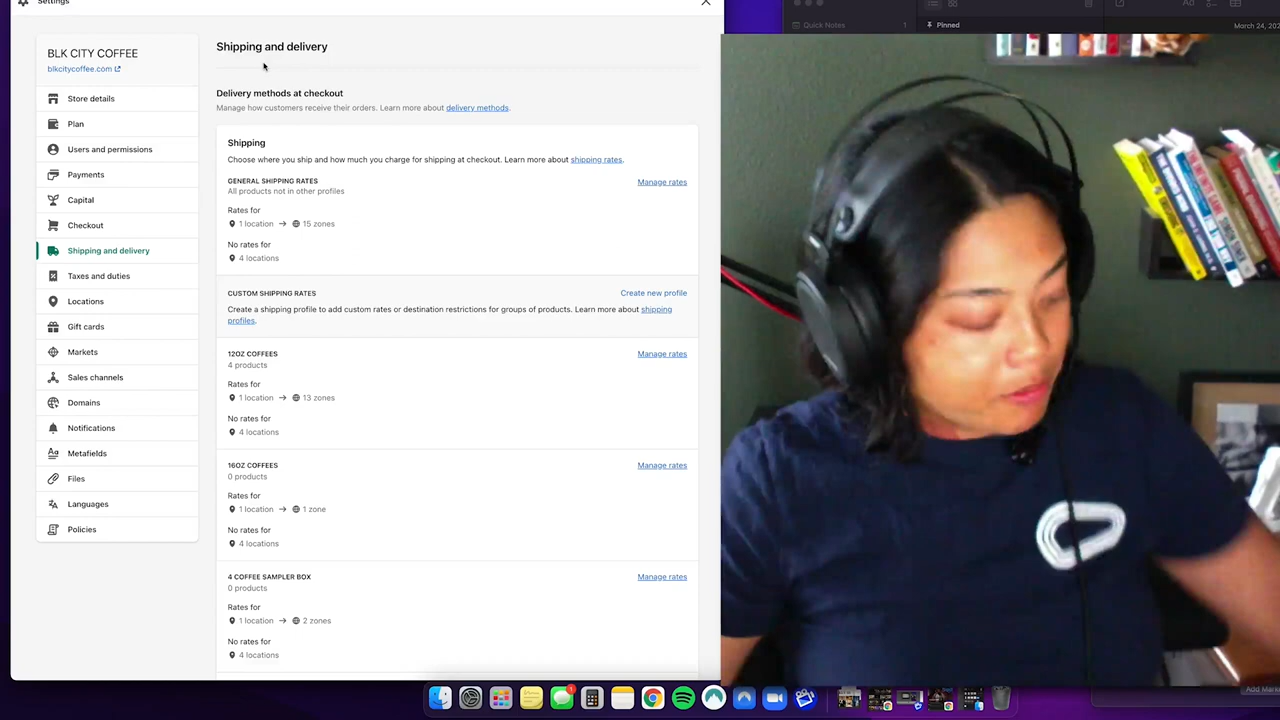 Settings
Quick Notes
1
Pinned
March 24, 202
BLK CITY COFFEE
blkcitycoffee.com
Store details
Plan
Users and permissions
Payments
Capital
Checkout
Shipping and delivery
Taxes and duties
Locations
Gift cards
Markets
Sales channels
Domains
Notifications
Metafields
Files
Languages
Policies
Shipping and delivery
Delivery methods at checkout
Manage how customers receive their orders. Learn more about delivery methods.
Shipping
Choose where you ship and how much you charge for shipping at checkout. Learn more about shipping rates.
GENERAL SHIPPING RATES
Manage rates
All products not in other profiles
Rates for
1 location → 15 zones
No rates for
4 locations
CUSTOM SHIPPING RATES
Create new profile
Create a shipping profile to add custom rates or destination restrictions for groups of products. Learn more about shipping
profiles.
12OZ COFFEES
Manage rates
4 products
Rates for
1 location → 13 zones
No rates for
4 locations
16OZ COFFEES
Manage rates
0 products
Rates for
1 location → 1 zone
No rates for
4 locations
4 COFFEE SAMPLER BOX
Manage rates
0 products
Rates for
1 location → 2 zones
No rates for
4 locations
Add Mark